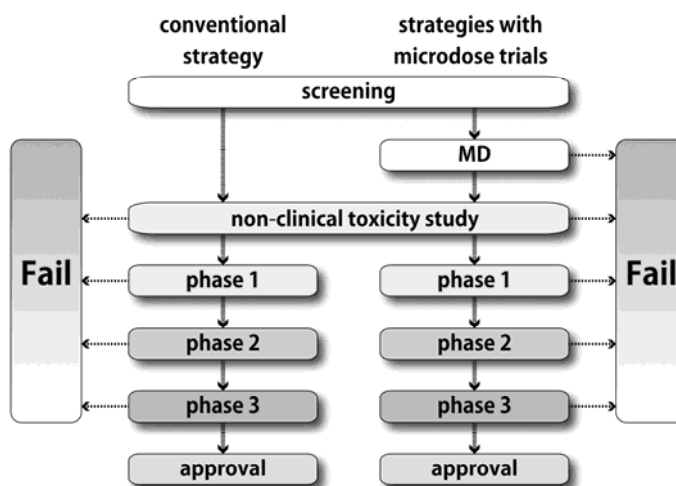 conventional
strategy
strategies with
microdose trials
screening
MD
non-clinical toxicity study
Fail
phase 1
phase 1
Fail
phase 2
phase 2
phase 3
phase 3
approval
approval